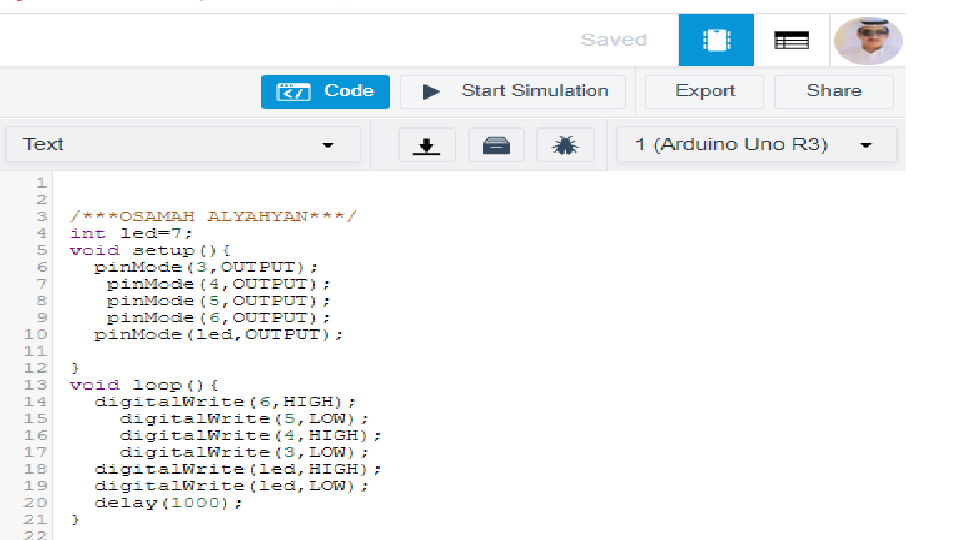 Saved
Code
Start Simulation
Export
Share
Text
1 (Arduino Uno R3)
1
2
3 /***OSAMAH ALYAHYAN***/
4 int led=7;
5 void setup(){
6 pinMode(3,OUTPUT);
7 pinMode(4,OUTPUT);
8 pinMode(5,OUTPUT);
9 pinMode(6,OUTPUT);
10 pinMode(led,OUTPUT);
11
12 }
13 void loop(){
14 digitalWrite(6,HIGH);
15 digitalWrite(5,LOW);
16 digitalWrite(4,HIGH);
17 digitalWrite(3,LOW);
18 digitalWrite(led,HIGH);
19 digitalWrite(led,LOW);
20 delay(1000);
21 }
22